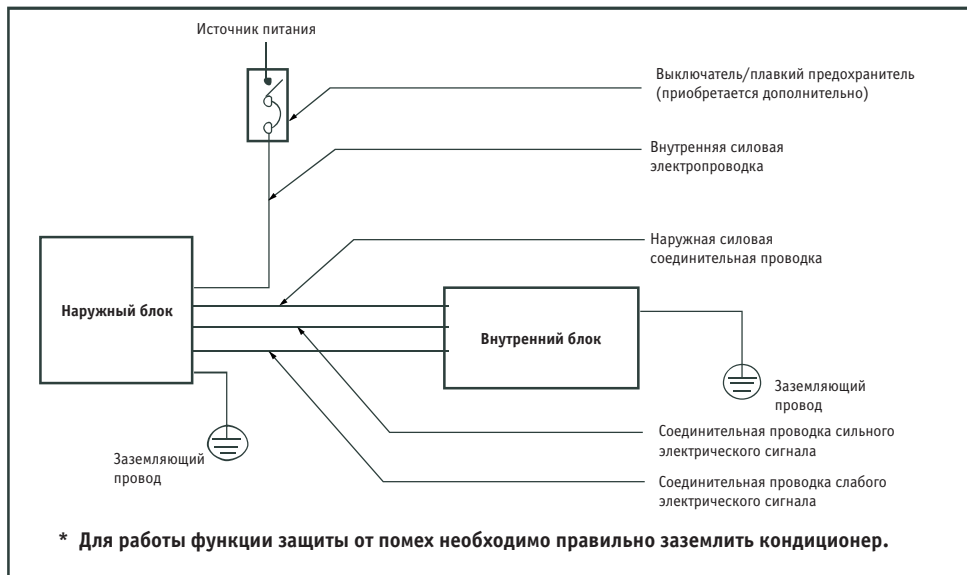 Источник питания
Выключатель/плавкий предохранитель
(приобретается дополнительно)
Внутренняя силовая
электропроводка
Наружная силовая
соединительная проводка
Наружный блок
Внутренний блок
Заземляющий
провод
Соединительная проводка сильного
электрического сигнала
Заземляющий
провод
Соединительная проводка слабого
электрического сигнала
* Для работы функции защиты от помех необходимо правильно заземлить кондиционер.